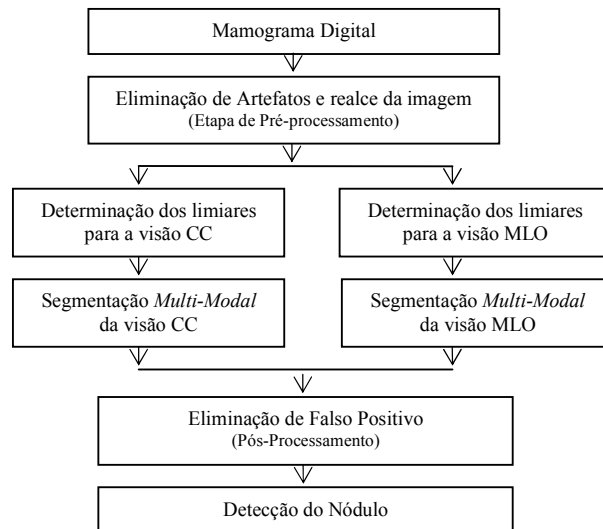 Mamograma Digital
Eliminação de Artefatos e realce da imagem
(Etapa de Pré-processamento)
Determinação dos limiares
para a visão CC
Determinação dos limiares
para a visão MLO
Segmentação Multi-Modal
da visão CC
Segmentação Multi-Modal
da visão MLO
Eliminação de Falso Positivo
(Pós-Processamento)
Detecção do Nódulo